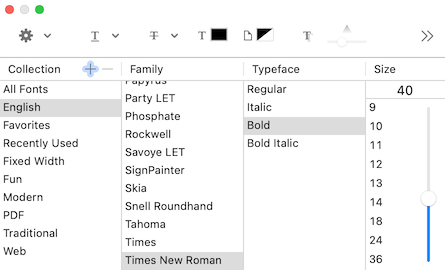 T T T T
Collection + − Family Typeface Size
All Fonts
English
Favorites
Recently Used
Fixed Width
Fun
Modern
PDF
Traditional
Web
Papyrus
Party LET
Phosphate
Rockwell
Savoye LET
SignPainter
Skia
Snell Roundhand
Tahoma
Times
Times New Roman
Regular
Italic
Bold
Bold Italic
40
9
10
11
12
13
14
18
24
36